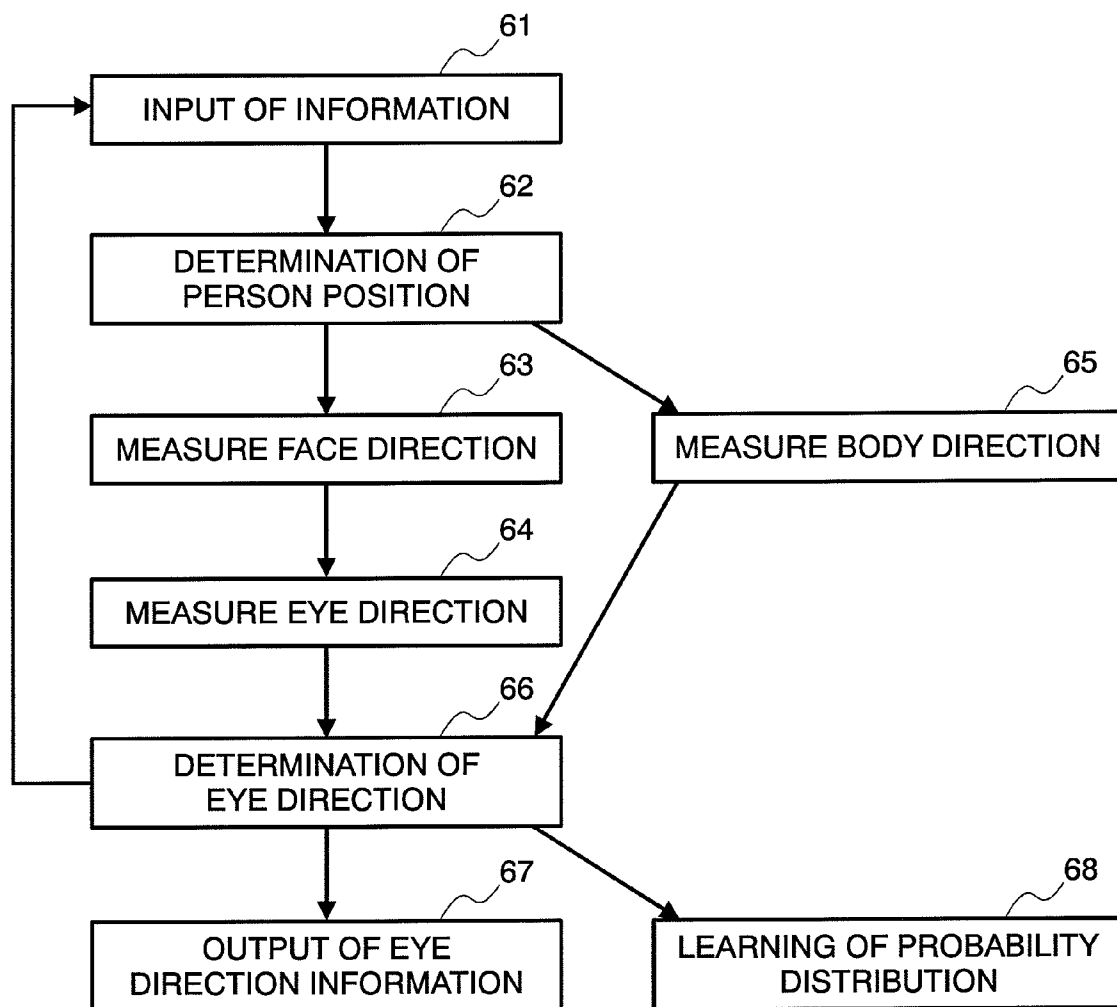 61
INPUT OF INFORMATION
62
DETERMINATION OF
PERSON POSITION
63
MEASURE FACE DIRECTION
65
MEASURE BODY DIRECTION
64
MEASURE EYE DIRECTION
66
DETERMINATION OF
EYE DIRECTION
67
OUTPUT OF EYE
DIRECTION INFORMATION
68
LEARNING OF PROBABILITY
DISTRIBUTION